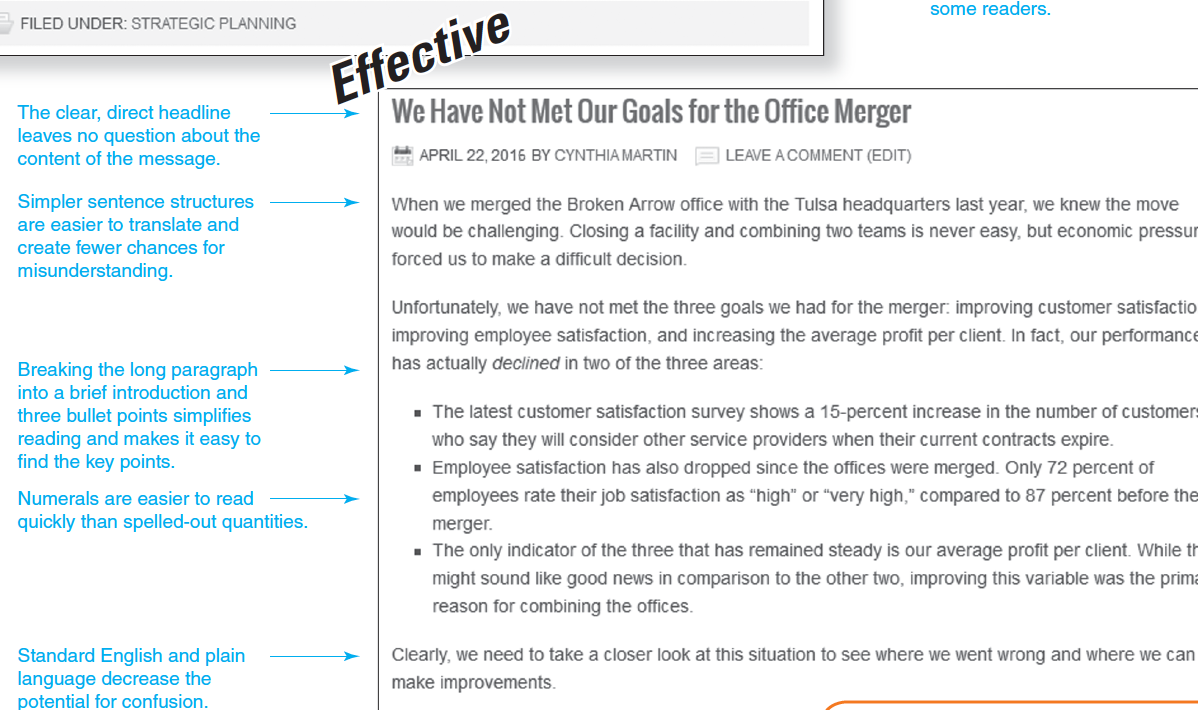 FILED UNDER: STRATEGIC PLANNING
some readers.
Effective
The clear, direct headline
leaves no question about the
content of the message.
Simpler sentence structures
are easier to translate and
create fewer chances for
misunderstanding.
Breaking the long paragraph
into a brief introduction and
three bullet points simplifies
reading and makes it easy to
find the key points.
Numerals are easier to read
quickly than spelled-out quantities.
Standard English and plain
language decrease the
potential for confusion.
We Have Not Met Our Goals for the Office Merger
APRIL 22, 2016 BY CYNTHIA MARTIN LEAVE A COMMENT (EDIT)
When we merged the Broken Arrow office with the Tulsa headquarters last year, we knew the move
would be challenging. Closing a facility and combining two teams is never easy, but economic
forced us to make a difficult decision.
Unfortunately, we have not met the three goals we had for the merger: improving customer
improving employee satisfaction, and increasing the average profit per client. In fact, our performance
has actually declined in two of the three areas:
▪ The latest customer satisfaction survey shows a 15-percent increase in the number of customers
who say they will consider other service providers when their current contracts expire.
▪ Employee satisfaction has also dropped since the offices were merged. Only 72 percent of
employees rate their job satisfaction as “high” or “very high,” compared to 87 percent before the
merger.
▪ The only indicator of the three that has remained steady is our average profit per client. While
might sound like good news in comparison to the other two, improving this variable was the
reason for combining the offices.
Clearly, we need to take a closer look at this situation to see where we went wrong and where we can
make improvements.